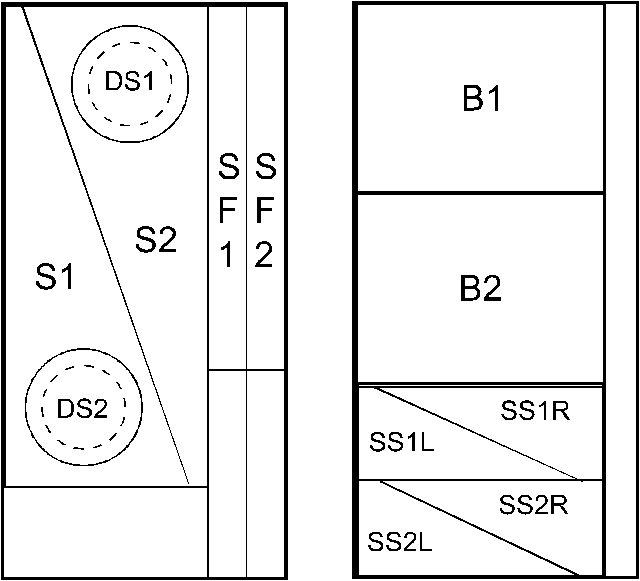 DS1
S F 1
S F 2
S2
S1
DS2
B1
B2
SS1R
SS1L
SS2R
SS2L